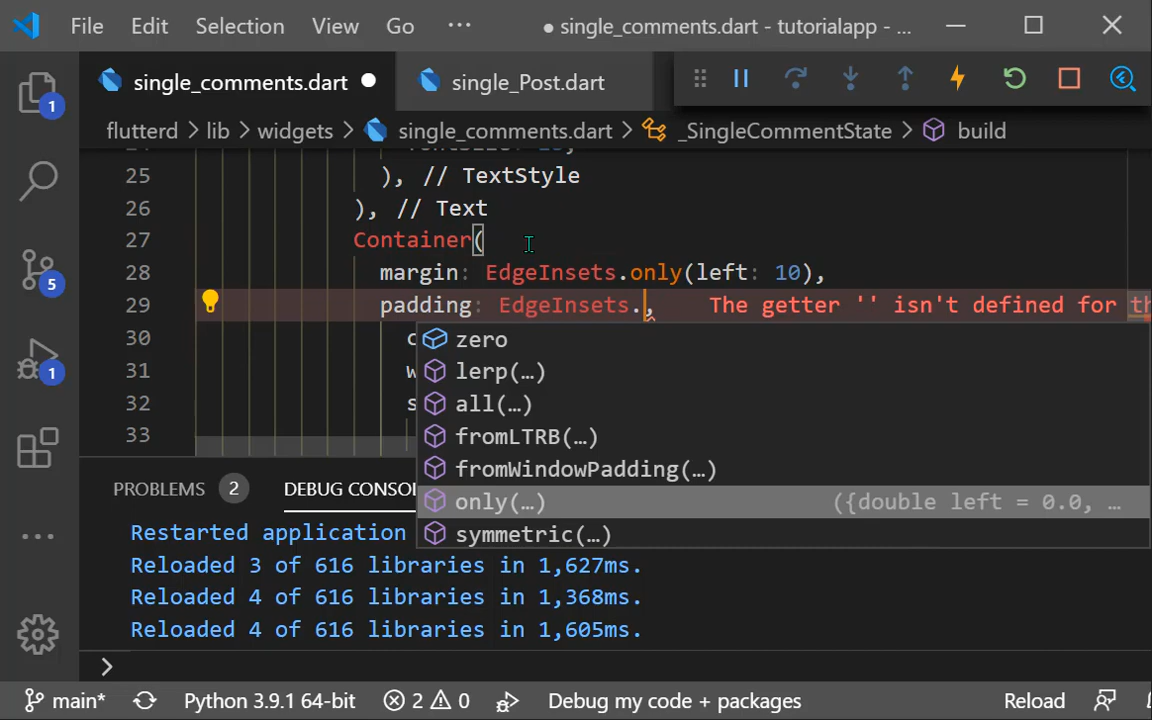 File Edit Selection View Go ··· ● single_comments.dart - tutorialapp - ...
single_comments.dart ● single_Post.dart
flutterd > lib > widgets > single_comments.dart > _SingleCommentState > build
25 ), // TextStyle
26 ), // Text
27 Container(
28 margin: EdgeInsets.only(left: 10),
29 padding: EdgeInsets., The getter '' isn't defined for th
30 c
zero
31 w
lerp(…)
32 s
all(…)
33
fromLTRB(…)
fromWindowPadding(…)
only(…) ({double left = 0.0, …
symmetric(…)
1
5
1
PROBLEMS 2 DEBUG CONSOL
Restarted application
Reloaded 3 of 616 libraries in 1,627ms.
Reloaded 4 of 616 libraries in 1,368ms.
Reloaded 4 of 616 libraries in 1,605ms.
>
main* Python 3.9.1 64-bit 2 0 Debug my code + packages Reload